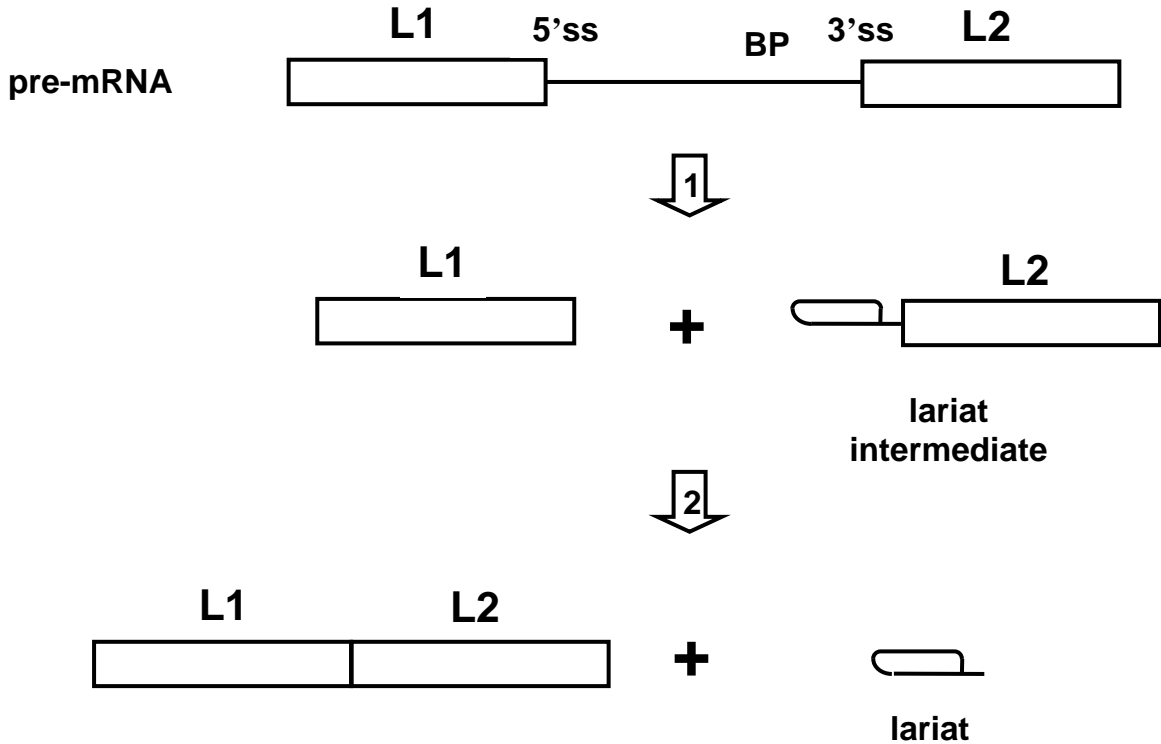 L1 5’ss BP 3’ss L2
pre-mRNA
1
L1 + L2
lariat
intermediate
2
L1 L2
+
lariat